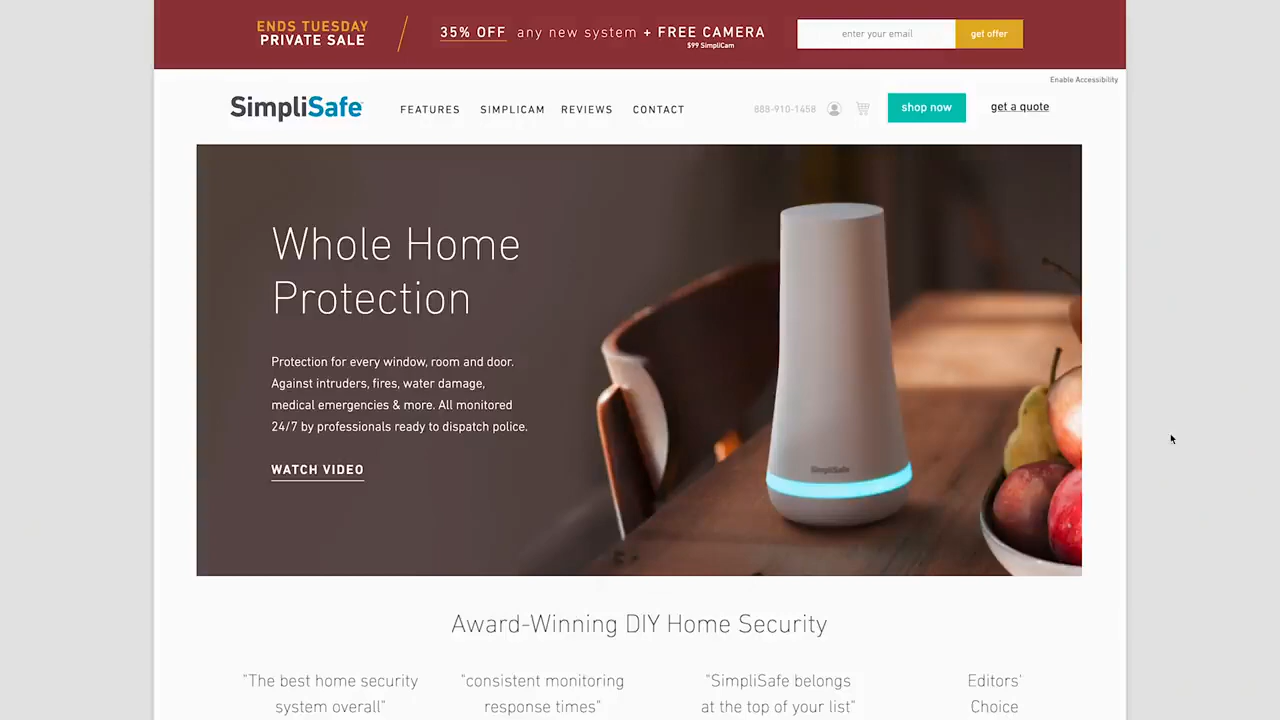 ENDS TUESDAY
PRIVATE SALE
35% OFF any new system + FREE CAMERA
$99 SimpliCam
enter your email
get offer
Enable Accessibility
SimpliSafe
FEATURES
SIMPLICAM
REVIEWS
CONTACT
888-910-1458
shop now
get a quote
Whole Home
Protection
Protection for every window, room and door.
Against intruders, fires, water damage,
medical emergencies & more. All monitored
24/7 by professionals ready to dispatch police.
WATCH VIDEO
SimpliSafe
Award-Winning DIY Home Security
"The best home security
system overall"
"consistent monitoring
response times"
"SimpliSafe belongs
at the top of your list"
Editors'
Choice